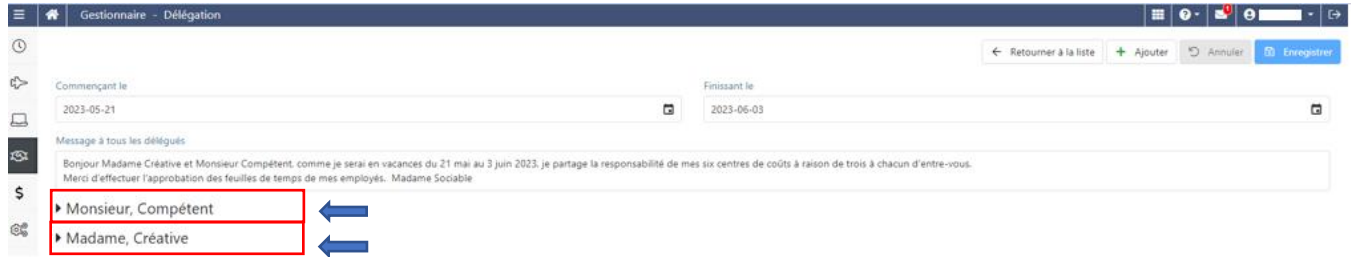 Gestionnaire - Délégation
1
Retourner à la liste
Ajouter
Annuler
Enregistrer
Commençant le
Finissant le
2023-05-21
2023-06-03
Message à tous les délégués
Bonjour Madame Créative et Monsieur Compétent, comme je serai en vacances du 21 mai au 3 juin 2023, je partage la responsabilité de mes six centres de coûts à raison de trois à chacun d'entre-vous.
Merci d'effectuer l'approbation des feuilles de temps de mes employés. Madame Sociable
Monsieur, Compétent
Madame, Créative